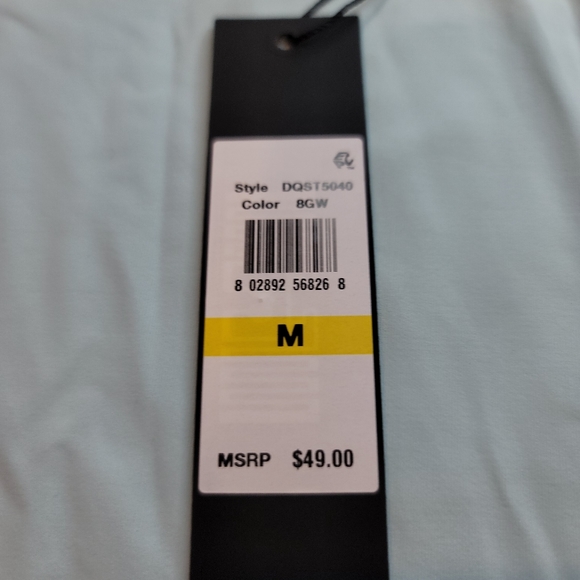 Style DQST5040
Color 8GW
8 02892 56826 8
M
MSRP $49.00